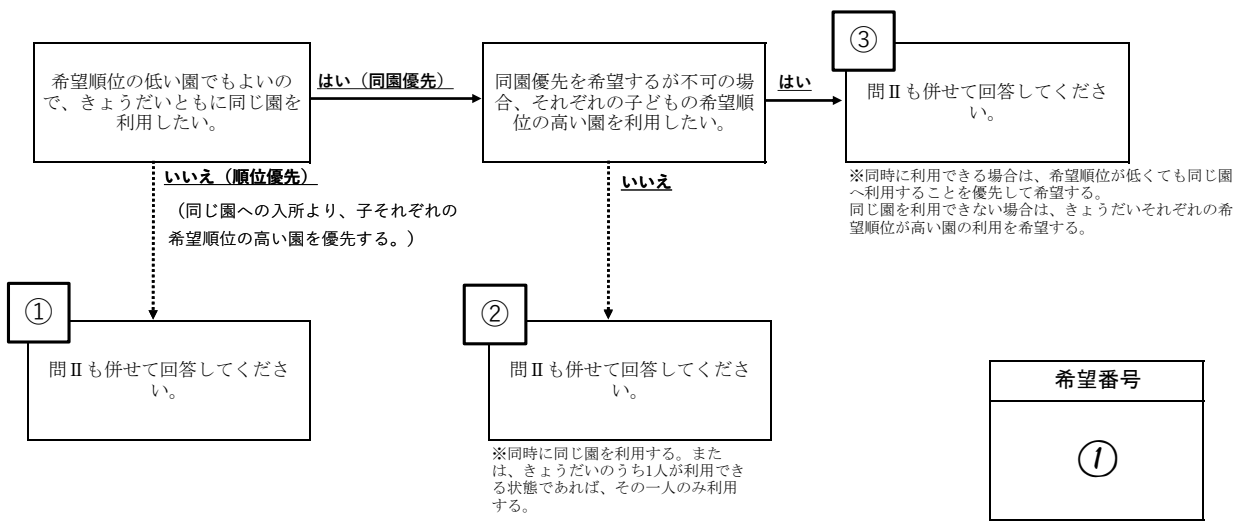 希望順位の低い園でもよいの
で、きょうだいともに同じ園を
利用したい。
はい（同園優先）
同園優先を希望するが不可の場
合、それぞれの子どもの希望順
位の高い園を利用したい。
はい
③
問Ⅱも併せて回答してくださ
い。
※同時に利用できる場合は、希望順位が低くても同じ園
へ利用することを優先して希望する。
同じ園を利用できない場合は、きょうだいそれぞれの希
望順位が高い園の利用を希望する。
いいえ（順位優先）
（同じ園への入所より、子それぞれの
希望順位の高い園を優先する。）
いいえ
①
問Ⅱも併せて回答してくださ
い。
②
問Ⅱも併せて回答してくださ
い。
※同時に同じ園を利用する。また
は、きょうだいのうち1人が利用でき
る状態であれば、その一人のみ利用
する。
希望番号
①